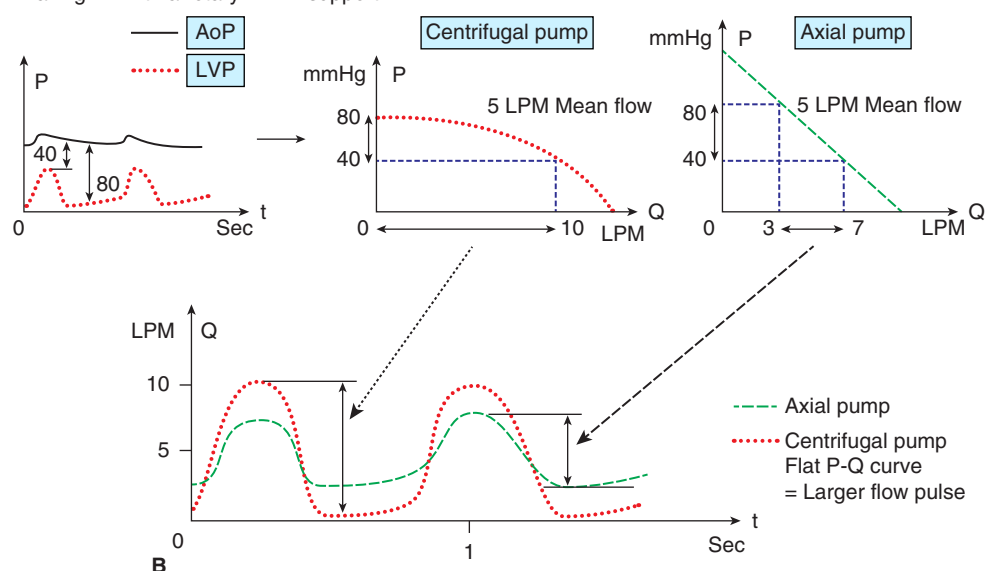 AoP
LVP
P
40
80
0
t
Sec
Centrifugal pump
mmHg P
80
40
5 LPM Mean flow
0
10
Q
LPM
Axial pump
mmHg P
80
40
5 LPM Mean flow
0
3
7
Q
LPM
LPM Q
10
5
0
1
t
Sec
Axial pump
Centrifugal pump
Flat P-Q curve
= Larger flow pulse
B